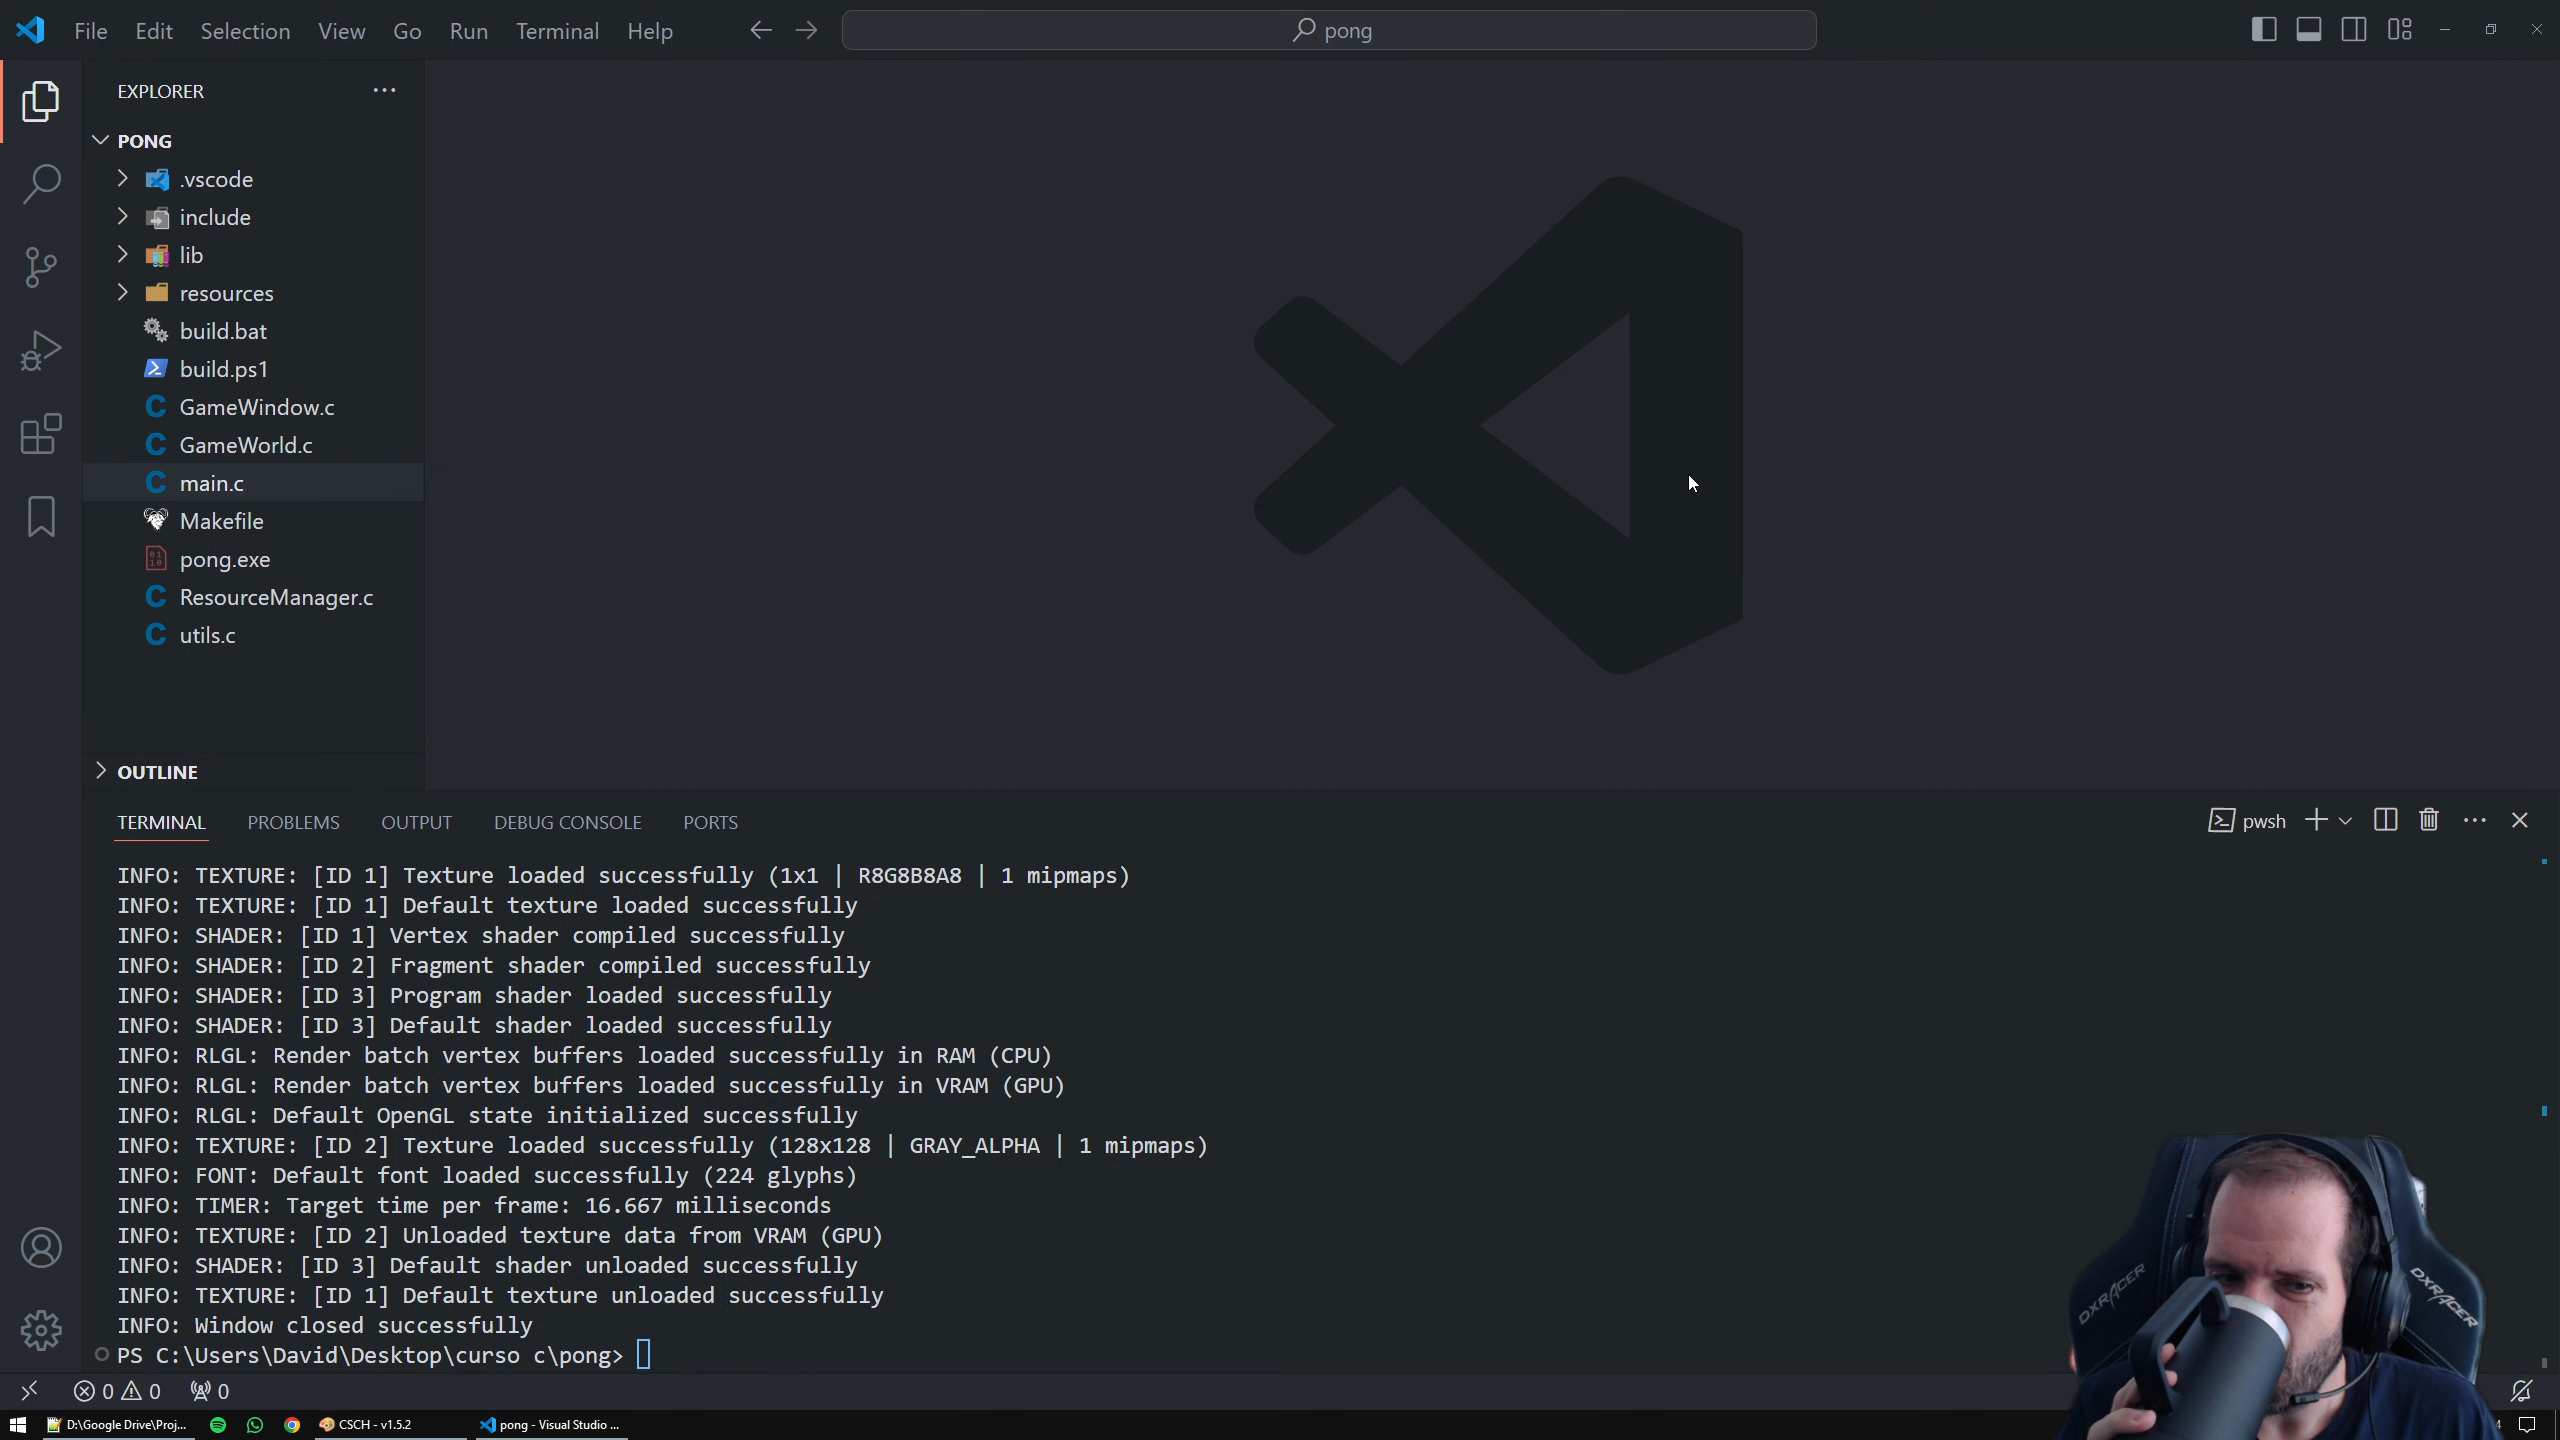 File Edit Selection View Go Run Terminal Help
pong
EXPLORER
PONG
.vscode
include
lib
resources
build.bat
build.ps1
GameWindow.c
GameWorld.c
main.c
Makefile
pong.exe
ResourceManager.c
utils.c
OUTLINE
TERMINAL PROBLEMS OUTPUT DEBUG CONSOLE PORTS
pwsh
INFO: TEXTURE: [ID 1] Texture loaded successfully (1x1 | R8G8B8A8 | 1 mipmaps)
INFO: TEXTURE: [ID 1] Default texture loaded successfully
INFO: SHADER: [ID 1] Vertex shader compiled successfully
INFO: SHADER: [ID 2] Fragment shader compiled successfully
INFO: SHADER: [ID 3] Program shader loaded successfully
INFO: SHADER: [ID 3] Default shader loaded successfully
INFO: RLGL: Render batch vertex buffers loaded successfully in RAM (CPU)
INFO: RLGL: Render batch vertex buffers loaded successfully in VRAM (GPU)
INFO: RLGL: Default OpenGL state initialized successfully
INFO: TEXTURE: [ID 2] Texture loaded successfully (128x128 | GRAY_ALPHA | 1 mipmaps)
INFO: FONT: Default font loaded successfully (224 glyphs)
INFO: TIMER: Target time per frame: 16.667 milliseconds
INFO: TEXTURE: [ID 2] Unloaded texture data from VRAM (GPU)
INFO: SHADER: [ID 3] Default shader unloaded successfully
INFO: TEXTURE: [ID 1] Default texture unloaded successfully
INFO: Window closed successfully
PS C:\Users\David\Desktop\curso c\pong>
DXRACER
DXRACER
0 0 0
D:\Google Drive\Proj...
CSCH - v1.5.2
pong - Visual Studio ...
4